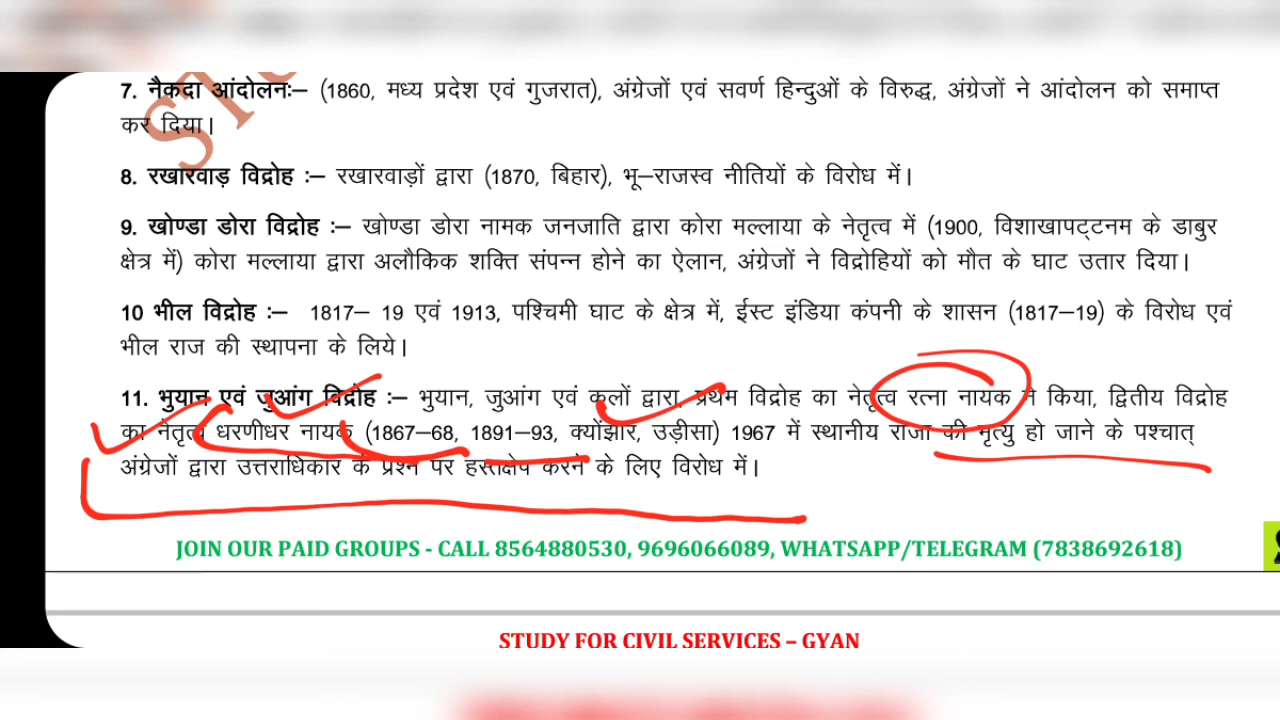 7. नैकदा आंदोलनः– (1860, मध्य प्रदेश एवं गुजरात), अंग्रेजों एवं सवर्ण हिन्दुओं के विरुद्ध, अंग्रेजों ने आंदोलन को समाप्त
कर दिया।
8. रखारवाड़ विद्रोह :– रखारवाड़ों द्वारा (1870, बिहार), भू–राजस्व नीतियों के विरोध में।
9. खोण्डा डोरा विद्रोह :– खोण्डा डोरा नामक जनजाति द्वारा कोरा मल्लाया के नेतृत्व में (1900, विशाखापट्टनम के डाबुर
क्षेत्र में) कोरा मल्लाया द्वारा अलौकिक शक्ति संपन्न होने का ऐलान, अंग्रेजों ने विद्रोहियों को मौत के घाट उतार दिया।
10 भील विद्रोह :– 1817– 19 एवं 1913, पश्चिमी घाट के क्षेत्र में, ईस्ट इंडिया कंपनी के शासन (1817–19) के विरोध एवं
भील राज की स्थापना के लिये।
11. भुयान एवं जुआंग विद्रोह :– भुयान, जुआंग एवं कलों द्वारा, प्रथम विद्रोह का नेतृत्व रत्ना नायक ने किया, द्वितीय विद्रोह
का नेतृत्व धरणीधर नायक (1867–68, 1891–93, क्योंझार, उड़ीसा) 1967 में स्थानीय राजा की मृत्यु हो जाने के पश्चात्
अंग्रेजों द्वारा उत्तराधिकार के प्रश्न पर हस्तक्षेप करने के लिए विरोध में।
JOIN OUR PAID GROUPS - CALL 8564880530, 9696066089, WHATSAPP/TELEGRAM (7838692618)
STUDY FOR CIVIL SERVICES – GYAN